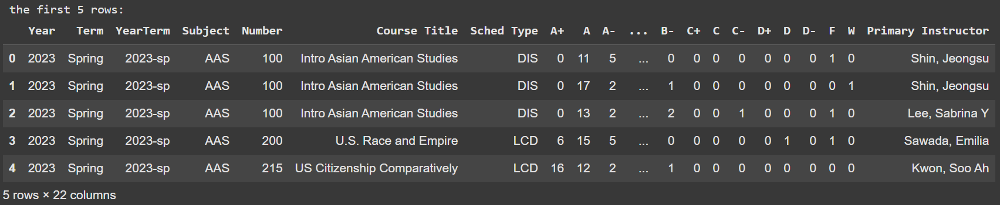 the first 5 rows:
Year Term YearTerm Subject Number Course Title Sched Type A+ A A- ... B- C+ C C- D+ D D- F W Primary Instructor
0 2023 Spring 2023-sp AAS 100 Intro Asian American Studies DIS 0 11 5 ... 0 0 0 0 0 0 0 1 0 Shin, Jeongsu
1 2023 Spring 2023-sp AAS 100 Intro Asian American Studies DIS 0 17 2 ... 1 0 0 0 0 0 0 0 1 Shin, Jeongsu
2 2023 Spring 2023-sp AAS 100 Intro Asian American Studies DIS 0 13 2 ... 2 0 0 1 0 0 0 1 0 Lee, Sabrina Y
3 2023 Spring 2023-sp AAS 200 U.S. Race and Empire LCD 6 15 5 ... 0 0 0 0 0 1 0 1 0 Sawada, Emilia
4 2023 Spring 2023-sp AAS 215 US Citizenship Comparatively LCD 16 12 2 ... 1 0 0 0 0 0 0 0 0 Kwon, Soo Ah
5 rows × 22 columns